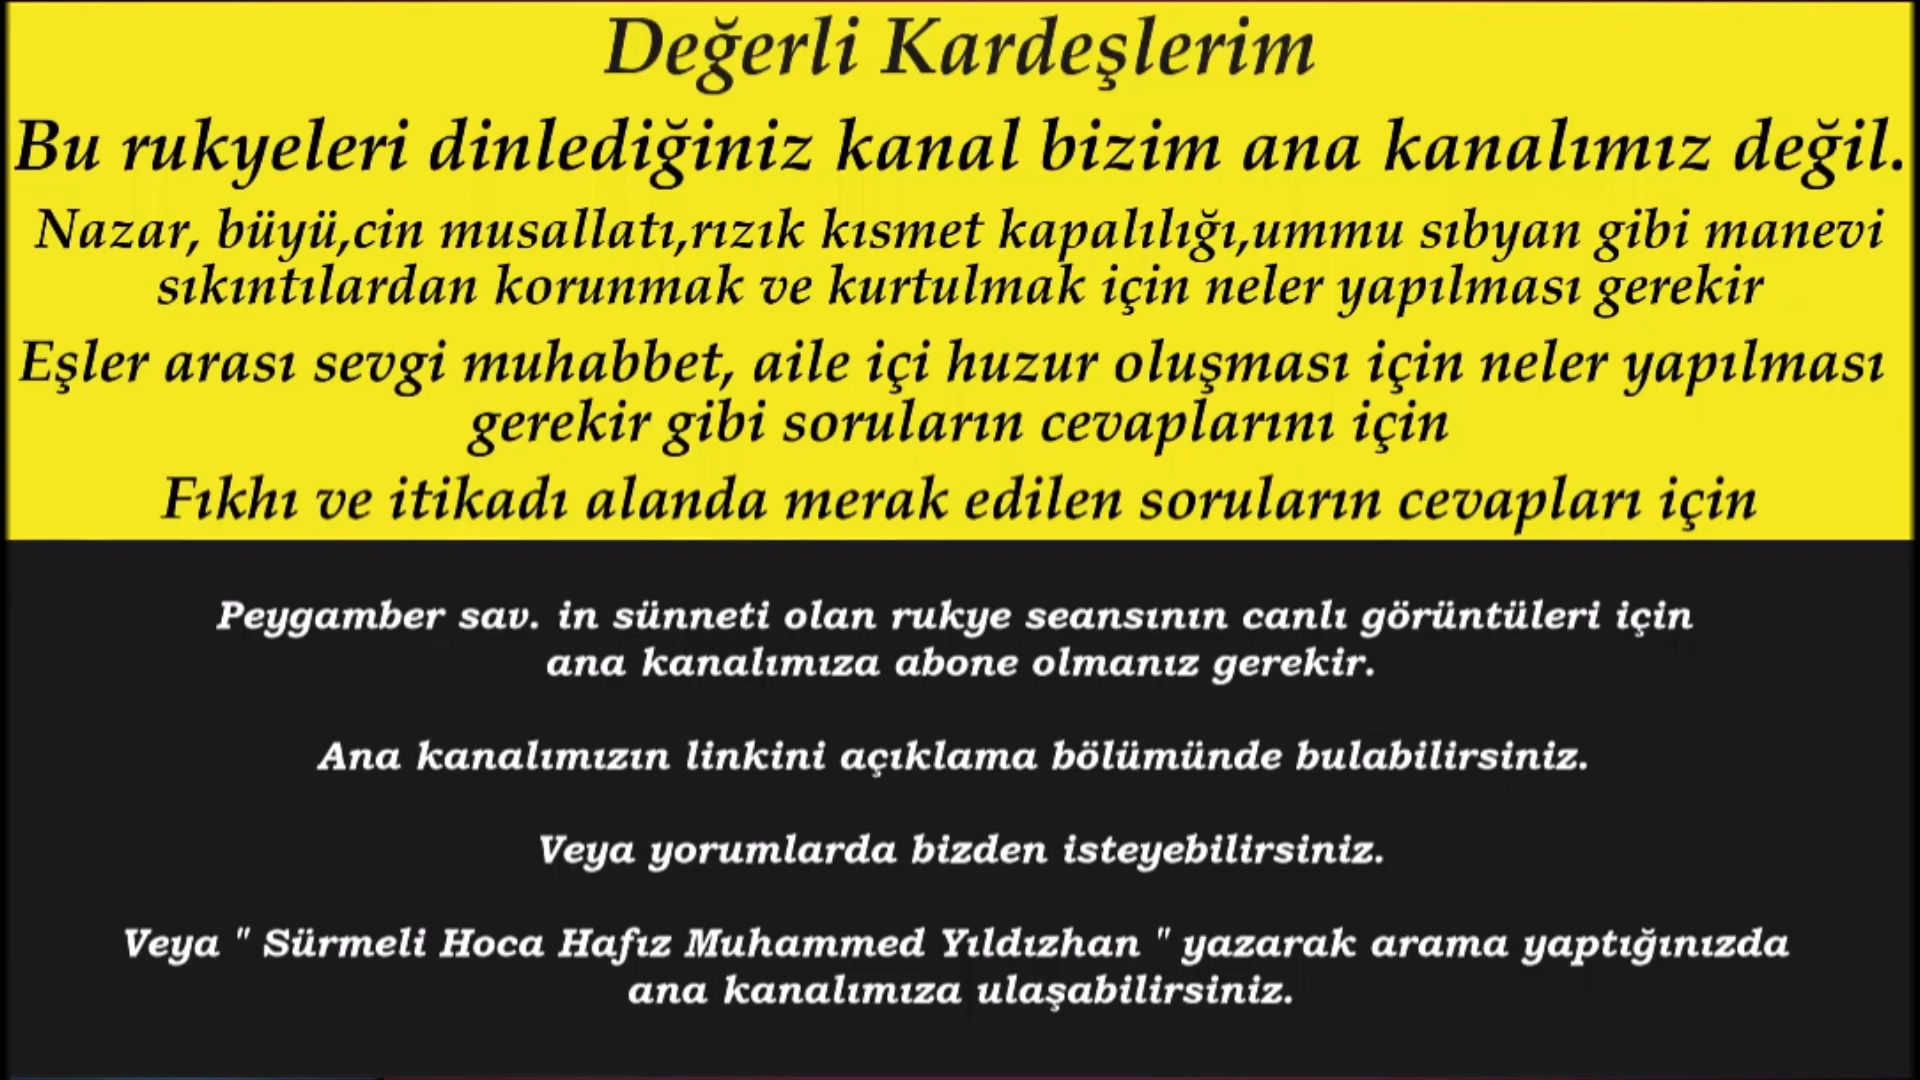 Değerli Kardeşlerim
Bu rukyeleri dinlediğiniz kanal bizim ana kanalımız değil.
Nazar, büyü,cin musallatı,rızık kısmet kapalılığı,ummu sıbyan gibi manevi
sıkıntılardan korunmak ve kurtulmak için neler yapılması gerekir
Eşler arası sevgi muhabbet, aile içi huzur oluşması için neler yapılması
gerekir gibi soruların cevaplarını için
Fıkhı ve itikadı alanda merak edilen soruların cevapları için
Peygamber sav. in sünneti olan rukye seansının canlı görüntüleri için
ana kanalımıza abone olmanız gerekir.
Ana kanalımızın linkini açıklama bölümünde bulabilirsiniz.
Veya yorumlarda bizden isteyebilirsiniz.
Veya " Sürmeli Hoca Hafız Muhammed Yıldızhan " yazarak arama yaptığınızda
ana kanalımıza ulaşabilirsiniz.